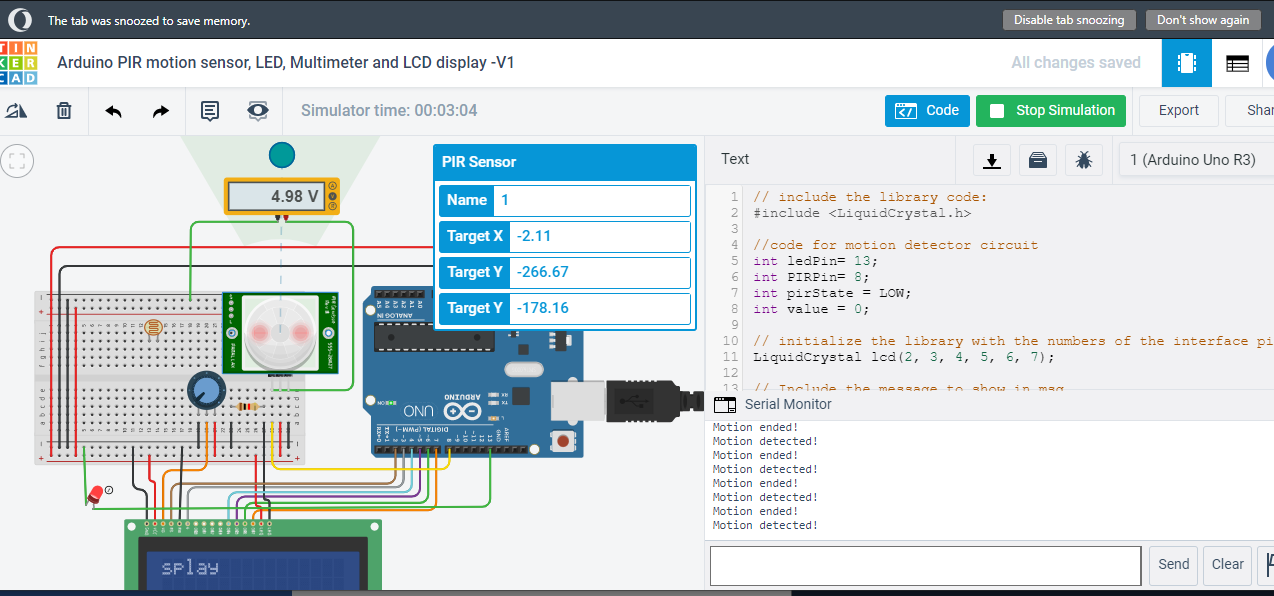 The tab was snoozed to save memory.
Disable tab snoozing
Don't show again
TIN
KER
CAD
Arduino PIR motion sensor, LED, Multimeter and LCD display -V1
All changes saved
Simulator time: 00:03:04
Code
Stop Simulation
Export
Shar
4.98 V
PIR Sensor
Name 1
Target X -2.11
Target Y -266.67
Target Y -178.16
Text
1 (Arduino Uno R3)
1 // include the library code:
2 #include <LiquidCrystal.h>
3
4 //code for motion detector circuit
5 int ledPin= 13;
6 int PIRPin= 8;
7 int pirState = LOW;
8 int value = 0;
9
10 // initialize the library with the numbers of the interface pi
11 LiquidCrystal lcd(2, 3, 4, 5, 6, 7);
12
13 // Include the message to show in msg
Serial Monitor
Motion ended!
Motion detected!
Motion ended!
Motion detected!
Motion ended!
Motion detected!
Motion ended!
Motion detected!
Send
Clear
ARDUINO
UNO
DIGITAL (PWM ~)
ANALOG IN
splay